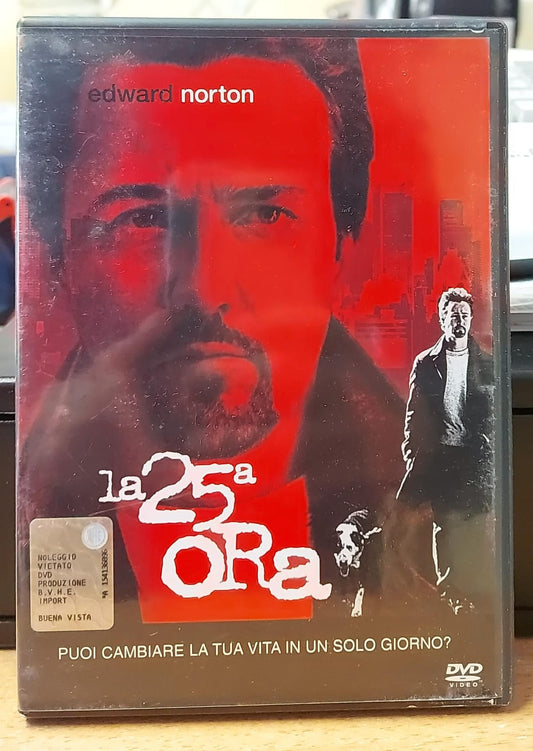 edward norton
la 25a
ORa
NOLEGGIO
VIETATO
DVD
PRODUZIONE
B.V.H.E.
IMPORT
BUENA VISTA
PUOI CAMBIARE LA TUA VITA IN UN SOLO GIORNO?
DVD
VIDEO